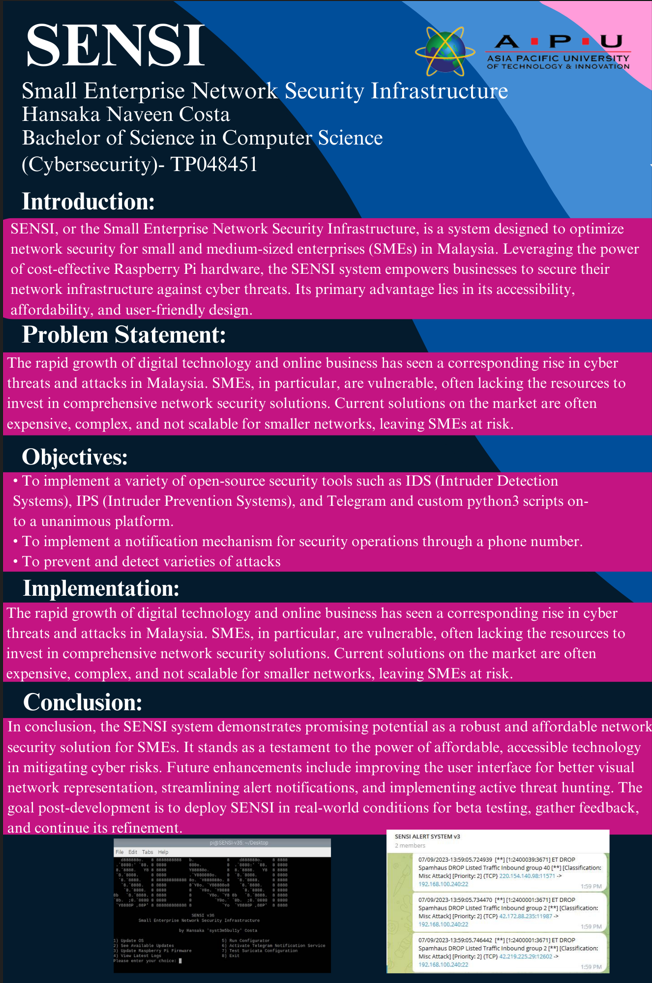 SENSI
A·P·U
ASIA PACIFIC UNIVERSITY
OF TECHNOLOGY & INNOVATION
Small Enterprise Network Security Infrastructure
Hansaka Naveen Costa
Bachelor of Science in Computer Science
(Cybersecurity)- TP048451
Introduction:
SENSI, or the Small Enterprise Network Security Infrastructure, is a system designed to optimize
network security for small and medium-sized enterprises (SMEs) in Malaysia. Leveraging the power
of cost-effective Raspberry Pi hardware, the SENSI system empowers businesses to secure their
network infrastructure against cyber threats. Its primary advantage lies in its accessibility,
affordability, and user-friendly design.
Problem Statement:
The rapid growth of digital technology and online business has seen a corresponding rise in cyber
threats and attacks in Malaysia. SMEs, in particular, are vulnerable, often lacking the resources to
invest in comprehensive network security solutions. Current solutions on the market are often
expensive, complex, and not scalable for smaller networks, leaving SMEs at risk.
Objectives:
• To implement a variety of open-source security tools such as IDS (Intruder Detection
Systems), IPS (Intruder Prevention Systems), and Telegram and custom python3 scripts on-
to a unanimous platform.
• To implement a notification mechanism for security operations through a phone number.
• To prevent and detect varieties of attacks
Implementation:
The rapid growth of digital technology and online business has seen a corresponding rise in cyber
threats and attacks in Malaysia. SMEs, in particular, are vulnerable, often lacking the resources to
invest in comprehensive network security solutions. Current solutions on the market are often
expensive, complex, and not scalable for smaller networks, leaving SMEs at risk.
Conclusion:
In conclusion, the SENSI system demonstrates promising potential as a robust and affordable network
security solution for SMEs. It stands as a testament to the power of affordable, accessible technology
in mitigating cyber risks. Future enhancements include improving the user interface for better visual
network representation, streamlining alert notifications, and implementing active threat hunting. The
goal post-development is to deploy SENSI in real-world conditions for beta testing, gather feedback,
and continue its refinement.
File Edit Tabs Help
Small Enterprise Network Security Infrastructure
1) Update OS
2) See Available Updates
3) Update Raspberry Pi Firmware
4) View Latest Logs
5) Run Configurator
6) Activate Telegram Notification Service
7) Test Suricata Configuration
8) Exit
Please enter your choice:
SENSI ALERT SYSTEM v3
2 members
07/09/2023-13:59:05.724939 [**] [1:2400039:3671] ET DROP
Spamhaus DROP Listed Traffic Inbound group 40 [**] [Classification:
Misc Attack] [Priority: 2] {TCP} 220.154.140.98:11571 ->
192.168.100.240:22
1:59 PM
07/09/2023-13:59:05.734470 [**] [1:2400001:3671] ET DROP
Spamhaus DROP Listed Traffic Inbound group 2 [**] [Classification:
Misc Attack] [Priority: 2] {TCP} 42.172.88.239:11987 ->
192.168.100.240:22
1:59 PM
07/09/2023-13:59:05.746442 [**] [1:2400001:3671] ET DROP
Spamhaus DROP Listed Traffic Inbound group 2 [**] [Classification:
Misc Attack] [Priority: 2] {TCP} 42.218.225.29:12602 ->
192.168.100.240:22
1:59 PM